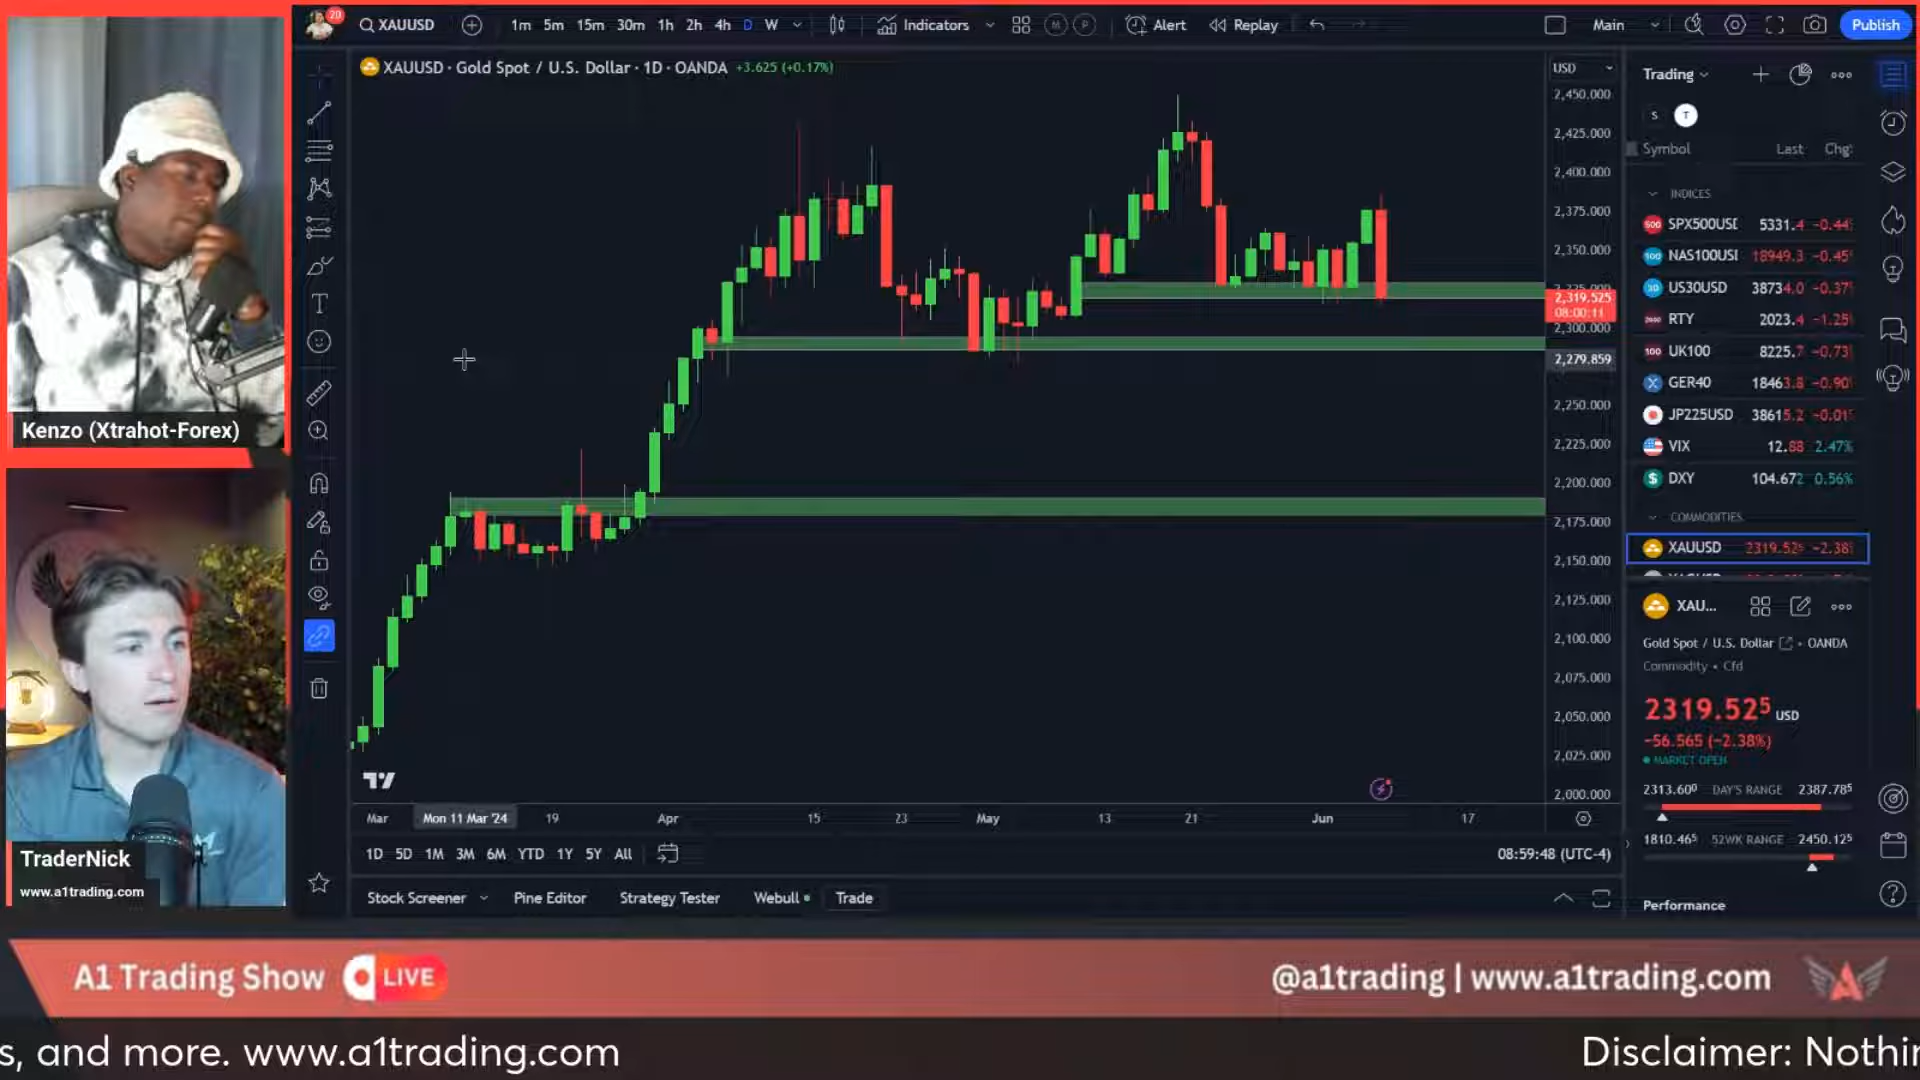 20
XAUUSD
1m 5m 15m 30m 1h 2h 4h D W
Indicators
M P
Alert
Replay
Main
Publish
XAUUSD · Gold Spot / U.S. Dollar · 1D · OANDA +3.625 (+0.17%)
USD
2,450.000
2,425.000
2,400.000
2,375.000
2,350.000
2,319.525
08:00:11
2,300.000
2,279.859
2,250.000
2,225.000
2,200.000
2,175.000
2,150.000
2,125.000
2,100.000
2,075.000
2,050.000
2,025.000
2,000.000
Mar Mon 11 Mar '24 19 Apr 15 23 May 13 21 Jun 17
1D 5D 1M 3M 6M YTD 1Y 5Y All
08:59:48 (UTC-4)
Stock Screener Pine Editor Strategy Tester Webull Trade
Trading
S T
Symbol Last Chg
INDICES
SPX500USD 5331.4 -0.44
NAS100USD 18949.3 -0.45
US30USD 38734.0 -0.37
RTY 2023.4 -1.25
UK100 8225.7 -0.73
GER40 18463.8 -0.90
JP225USD 38615.2 -0.01
VIX 12.88 2.47%
DXY 104.672 0.56%
COMMODITIES
XAUUSD 2319.525 -2.38
XAU...
Gold Spot / U.S. Dollar · OANDA
Commodity · Cfd
2319.525 USD
-56.565 (-2.38%)
MARKET OPEN
2313.600 DAY'S RANGE 2387.785
1810.465 52WK RANGE 2450.125
Performance
Kenzo (Xtrahot-Forex)
TraderNick
www.a1trading.com
A1 Trading Show LIVE
@a1trading | www.a1trading.com
s, and more. www.a1trading.com
Disclaimer: Nothin